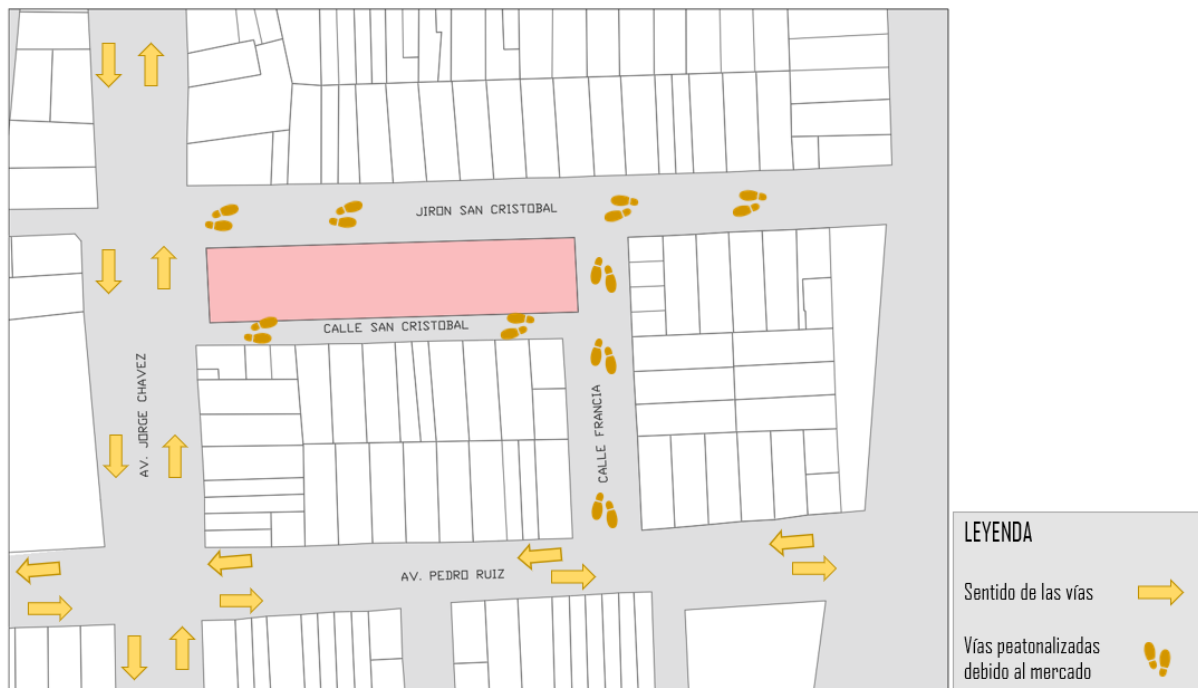 JIRON SAN CRISTOBAL
CALLE SAN CRISTOBAL
AV. JORGE CHAVEZ
CALLE FRANCIA
AV. PEDRO RUIZ
LEYENDA
Sentido de las vías
Vías peatonalizadas
debido al mercado